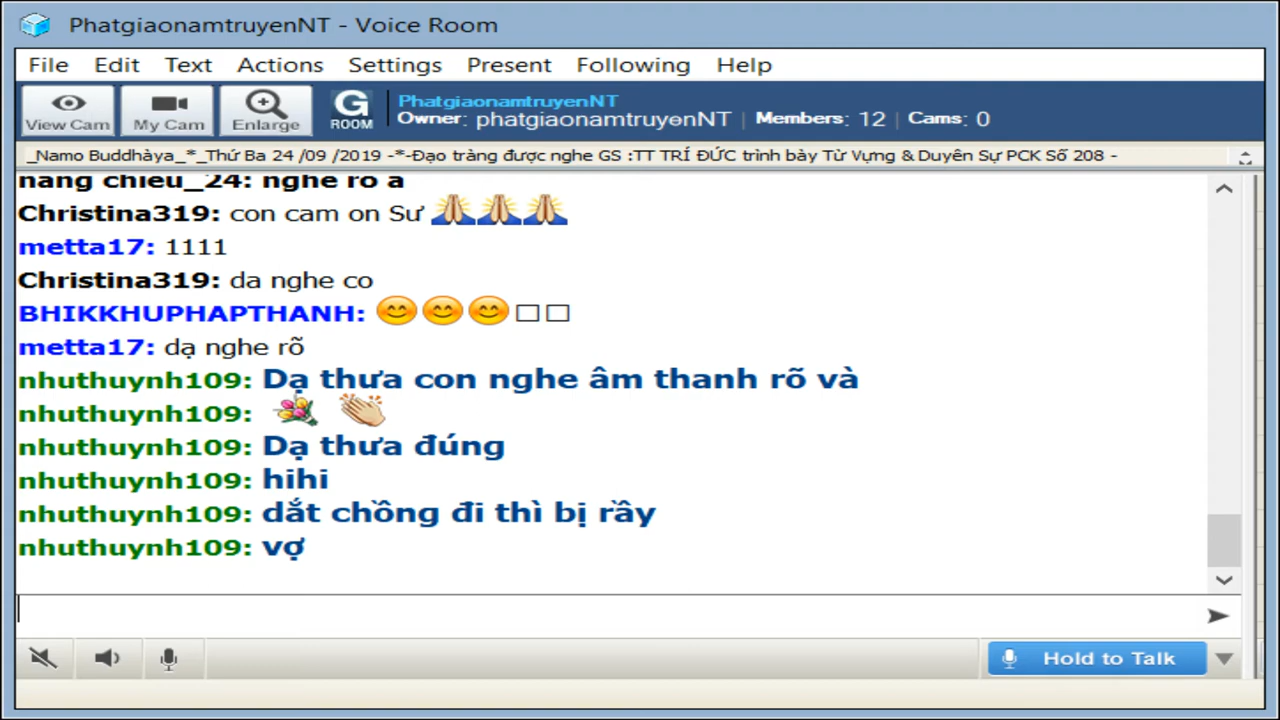 PhatgiaonamtruyenNT - Voice Room
File Edit Text Actions Settings Present Following Help
View Cam My Cam Enlarge G ROOM
PhatgiaonamtruyenNT
Owner: phatgiaonamtruyenNT | Members: 12 | Cams: 0
_Namo Buddhàya_*_Thứ Ba 24 /09 /2019 -*-Đạo tràng được nghe GS :TT TRÍ ĐỨC trình bày Từ Vựng & Duyên Sự PCK Số 208 -
nang chieu_24: nghe ro a
Christina319: con cam on Sư 🙏🙏🙏
metta17: 1111
Christina319: da nghe co
BHIKKHUPHAPTHANH: 😊😊😊□□
metta17: dạ nghe rõ
nhuthuynh109: Dạ thưa con nghe âm thanh rõ và
nhuthuynh109: 💐 👏
nhuthuynh109: Dạ thưa đúng
nhuthuynh109: hihi
nhuthuynh109: dắt chồng đi thì bị rầy
nhuthuynh109: vợ
Hold to Talk